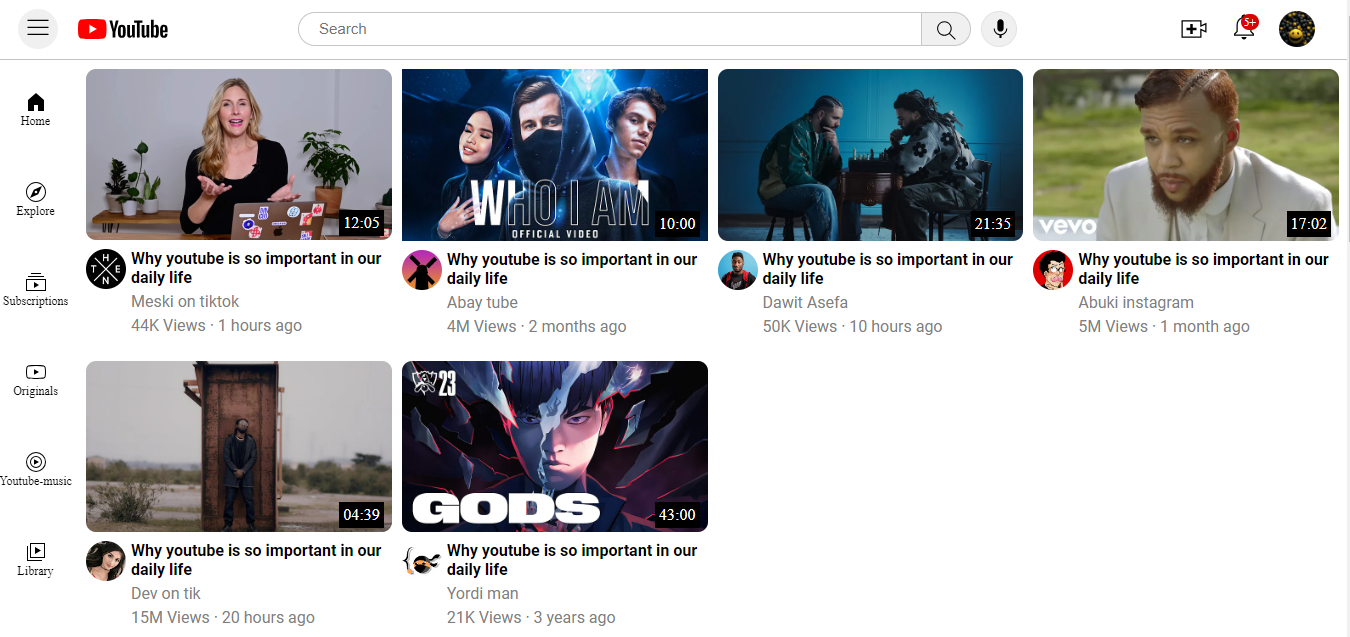 YouTube
Search
5+
Home
Explore
Subscriptions
Originals
Youtube-music
Library
12:05
THEN
Why youtube is so important in our
daily life
Meski on tiktok
44K Views · 1 hours ago
WHO I AM
OFFICIAL VIDEO
10:00
Why youtube is so important in our
daily life
Abay tube
4M Views · 2 months ago
21:35
Why youtube is so important in our
daily life
Dawit Asefa
50K Views · 10 hours ago
vevo
17:02
Why youtube is so important in our
daily life
Abuki instagram
5M Views · 1 month ago
04:39
Why youtube is so important in our
daily life
Dev on tik
15M Views · 20 hours ago
23
GODS
43:00
Why youtube is so important in our
daily life
Yordi man
21K Views · 3 years ago